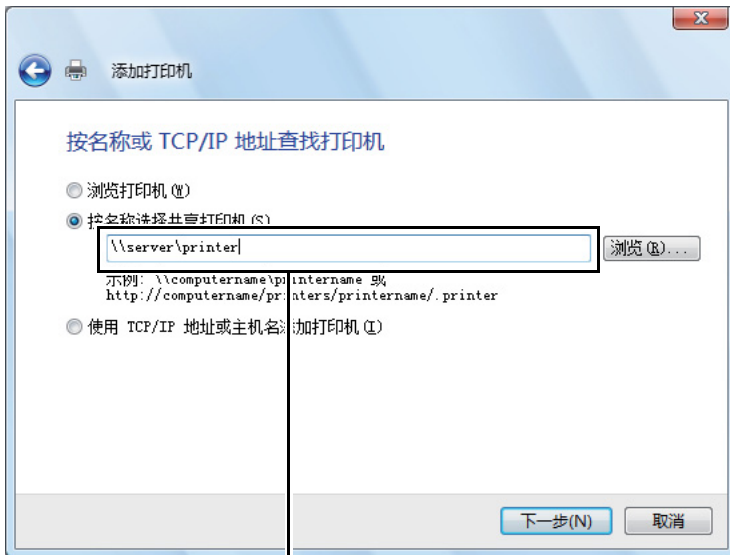 添加打印机
按名称或 TCP/IP 地址查找打印机
浏览打印机(W)
按名称选择共享打印机(S)
\\server\printer
浏览(R)...
示例: \\computername\printername 或
http://computername/printers/printername/.printer
使用 TCP/IP 地址或主机名添加打印机(I)
下一步(N)
取消